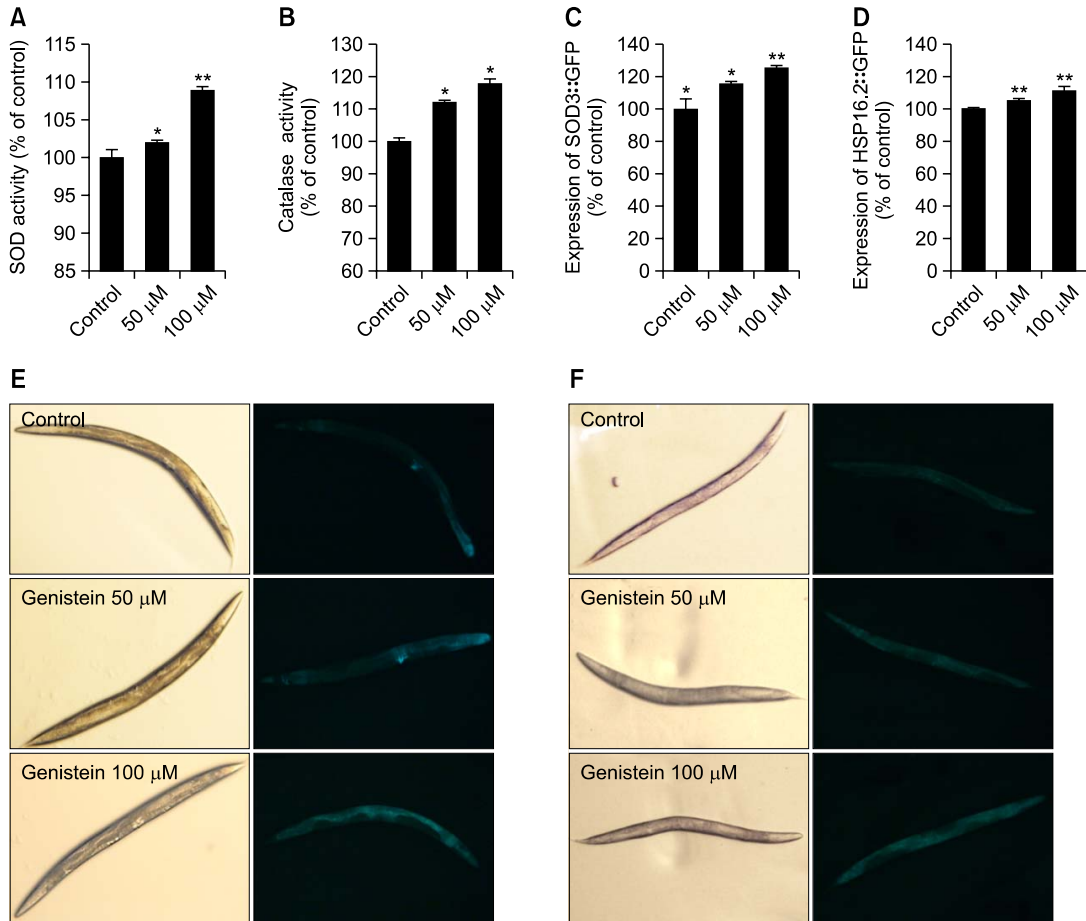 A
SOD activity (% of control)
115
110
105
100
95
90
85
*
**
Control
50 μM
100 μM
B
Catalase activity
(% of control)
130
120
110
100
90
80
70
60
*
*
Control
50 μM
100 μM
C
Expression of SOD3::GFP
(% of control)
140
120
100
80
60
40
20
0
*
*
**
Control
50 μM
100 μM
D
Expression of HSP16.2::GFP
(% of control)
140
120
100
80
60
40
20
0
**
**
Control
50 μM
100 μM
E
Control
Genistein 50 μM
Genistein 100 μM
F
Control
Genistein 50 μM
Genistein 100 μM